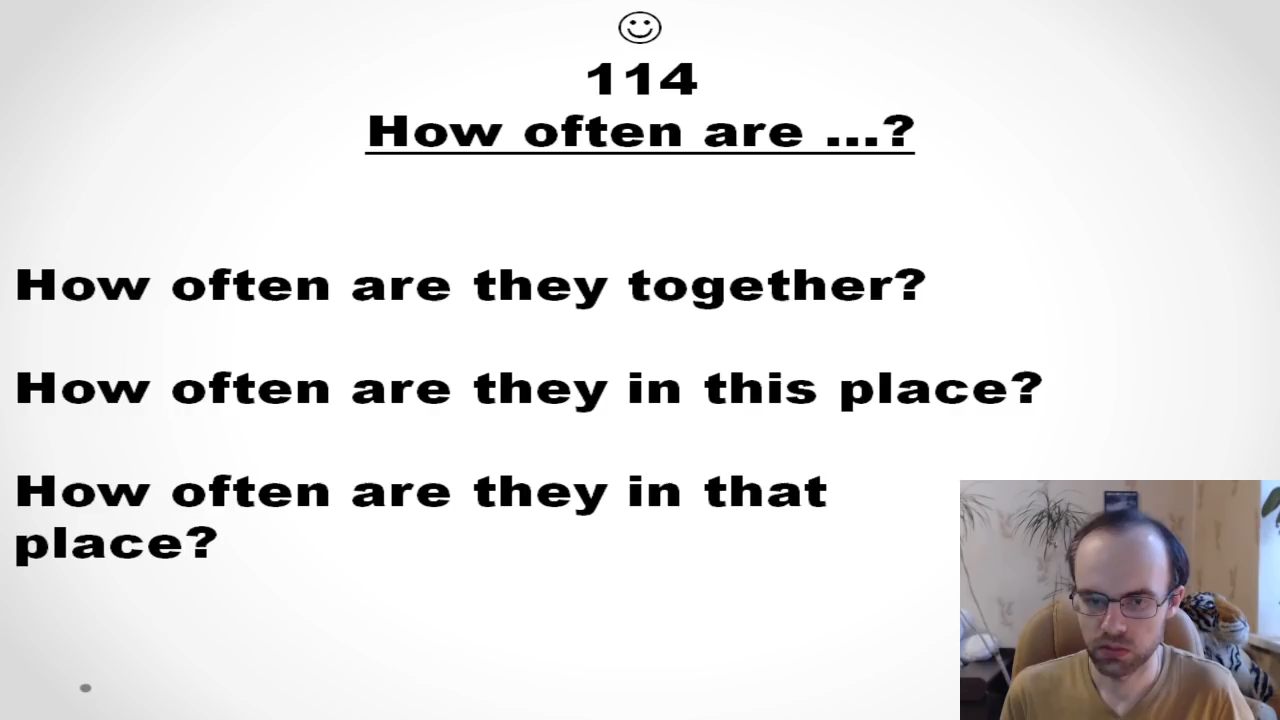 114
How often are ...?
How often are they together?
How often are they in this place?
How often are they in that
place?